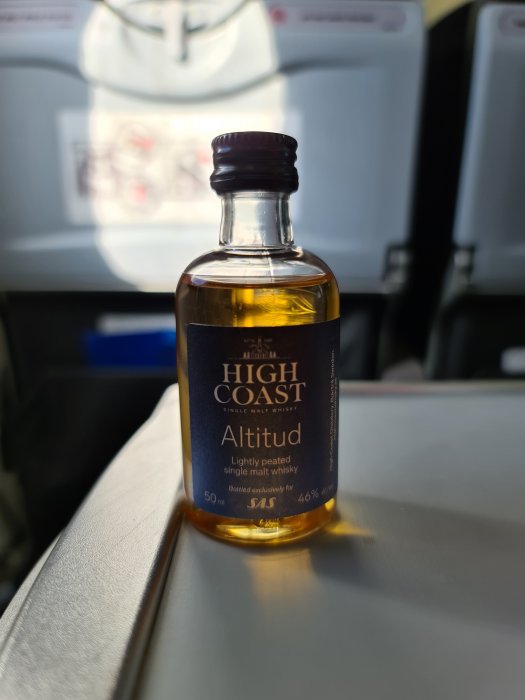 HIGH
COAST
SINGLE MALT WHISKY
Altitud
Lightly peated
single malt whisky
Bottled exclusively for
SAS
50 ml
46%